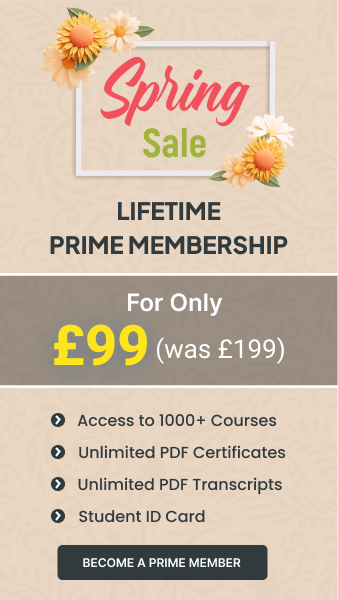 Spring
Sale
LIFETIME
PRIME MEMBERSHIP
For Only
£99 (was £199)
Access to 1000+ Courses
Unlimited PDF Certificates
Unlimited PDF Transcripts
Student ID Card
BECOME A PRIME MEMBER